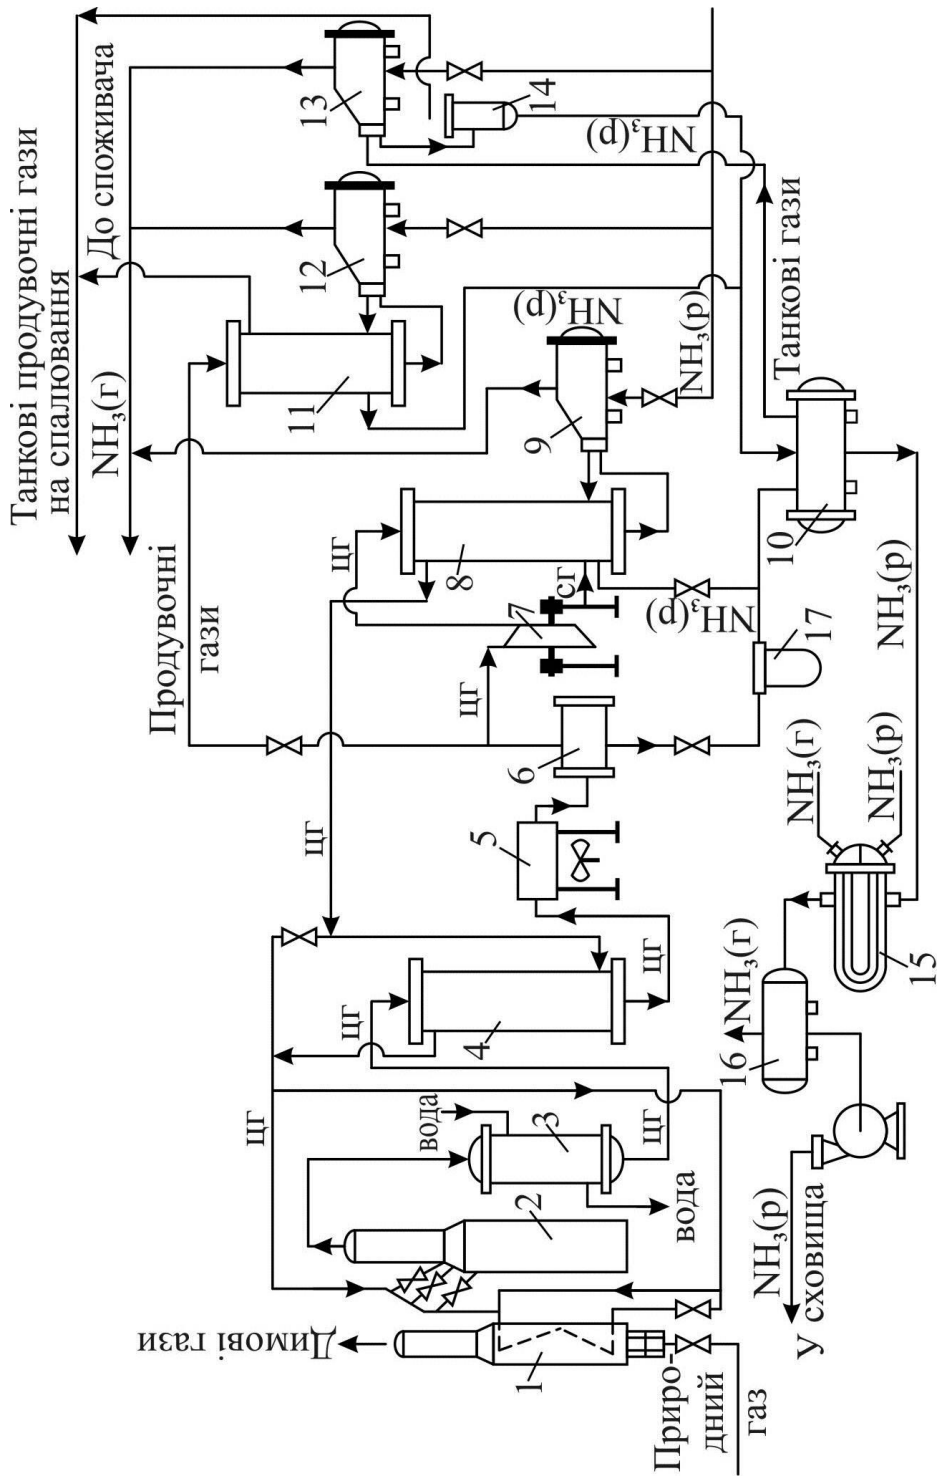 Танкові продувочні гази
на спалювання
До споживача
NH₃(г)
Продувочні
гази
цг
цг
цг
цг
цг
цг
цг
сг
вода
вода
Димові гази
Природний
газ
1
2
3
4
5
6
7
8
9
10
11
12
13
14
15
16
17
NH₃(р)
NH₃(р)
NH₃(р)
NH₃(р)
Танкові гази
NH₃(р)
NH₃(г)
NH₃(р)
NH₃(г)
NH₃(р)
У сховища